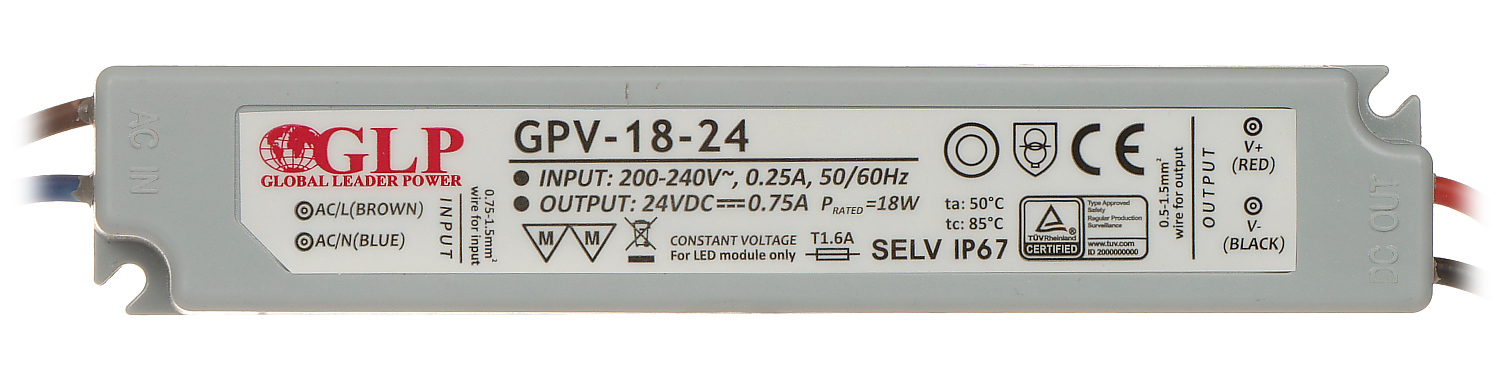 AC IN
GLP
GLOBAL LEADER POWER
AC/L(BROWN)
AC/N(BLUE)
INPUT
0.75-1.5mm²
wire for input
GPV-18-24
● INPUT: 200-240V~, 0.25A, 50/60Hz
● OUTPUT: 24VDC⎓0.75A PRATED=18W
M M
CONSTANT VOLTAGE
For LED module only
T1.6A
SELV IP67
CE
ta: 50°C
tc: 85°C
TÜVRheinland
CERTIFIED
Type Approved
Safety
Regular Production
Surveillance
www.tuv.com
ID 2000000000
0.5-1.5mm²
wire for output
OUTPUT
V+
(RED)
V-
(BLACK)
DC OUT